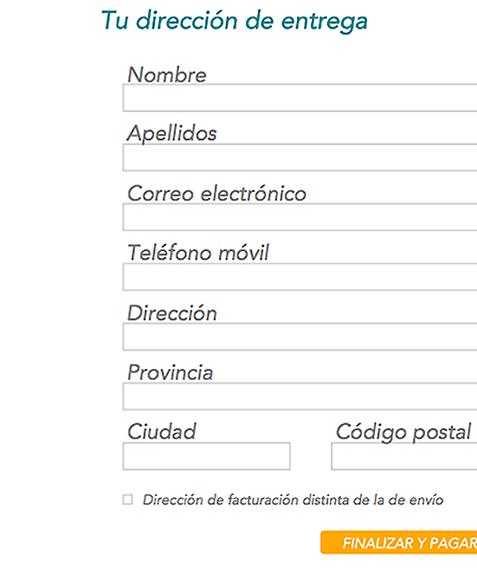 Tu dirección de entrega
Nombre
Apellidos
Correo electrónico
Teléfono móvil
Dirección
Provincia
Ciudad Código postal
Dirección de facturación distinta de la de envío
FINALIZAR Y PAGAR